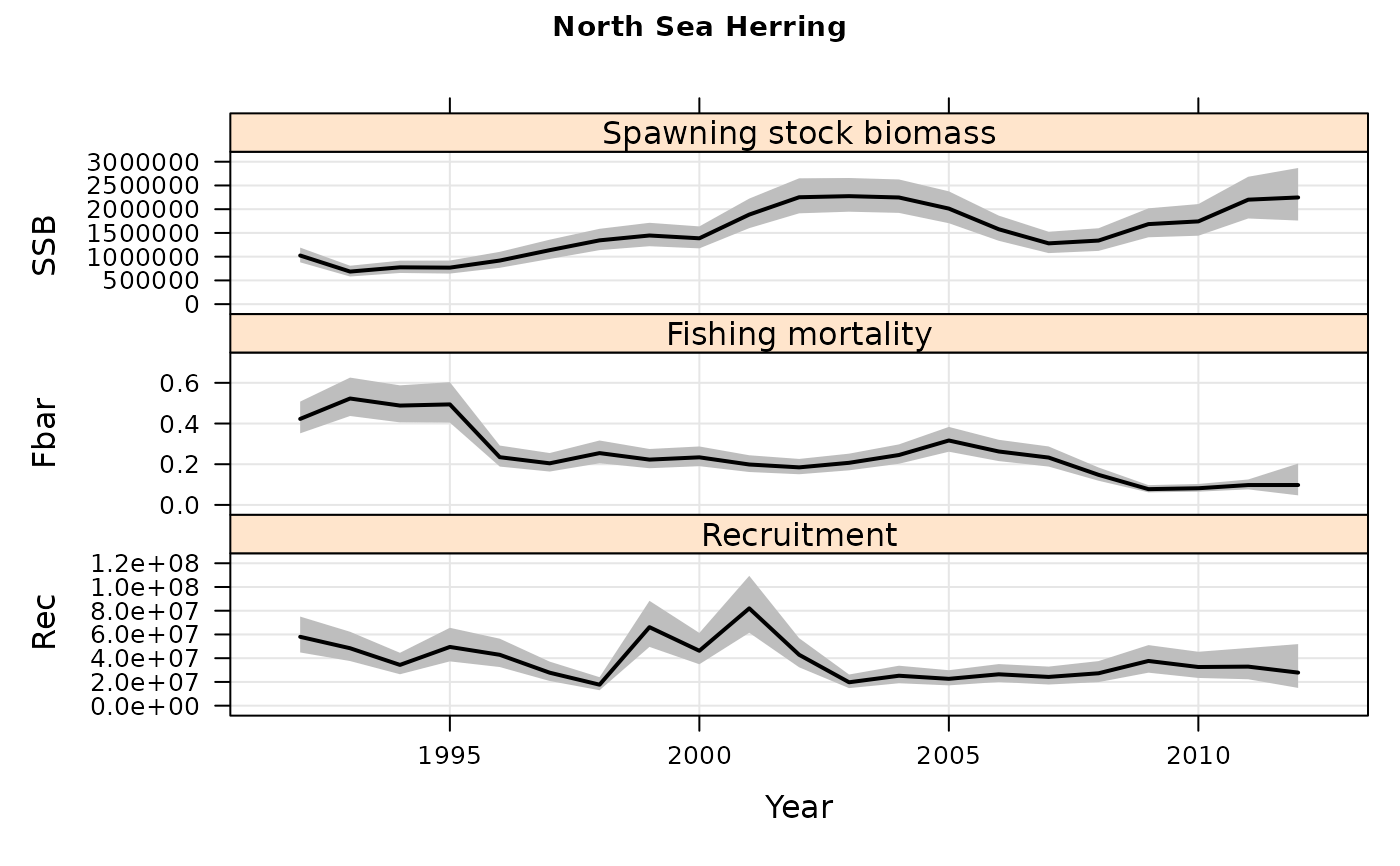 North Sea Herring
Spawning stock biomass
SSB
3000000
2500000
2000000
1500000
1000000
500000
0
Fishing mortality
Fbar
0.6
0.4
0.2
0.0
Recruitment
Rec
1.2e+08
1.0e+08
8.0e+07
6.0e+07
4.0e+07
2.0e+07
0.0e+00
1995 2000 2005 2010
Year